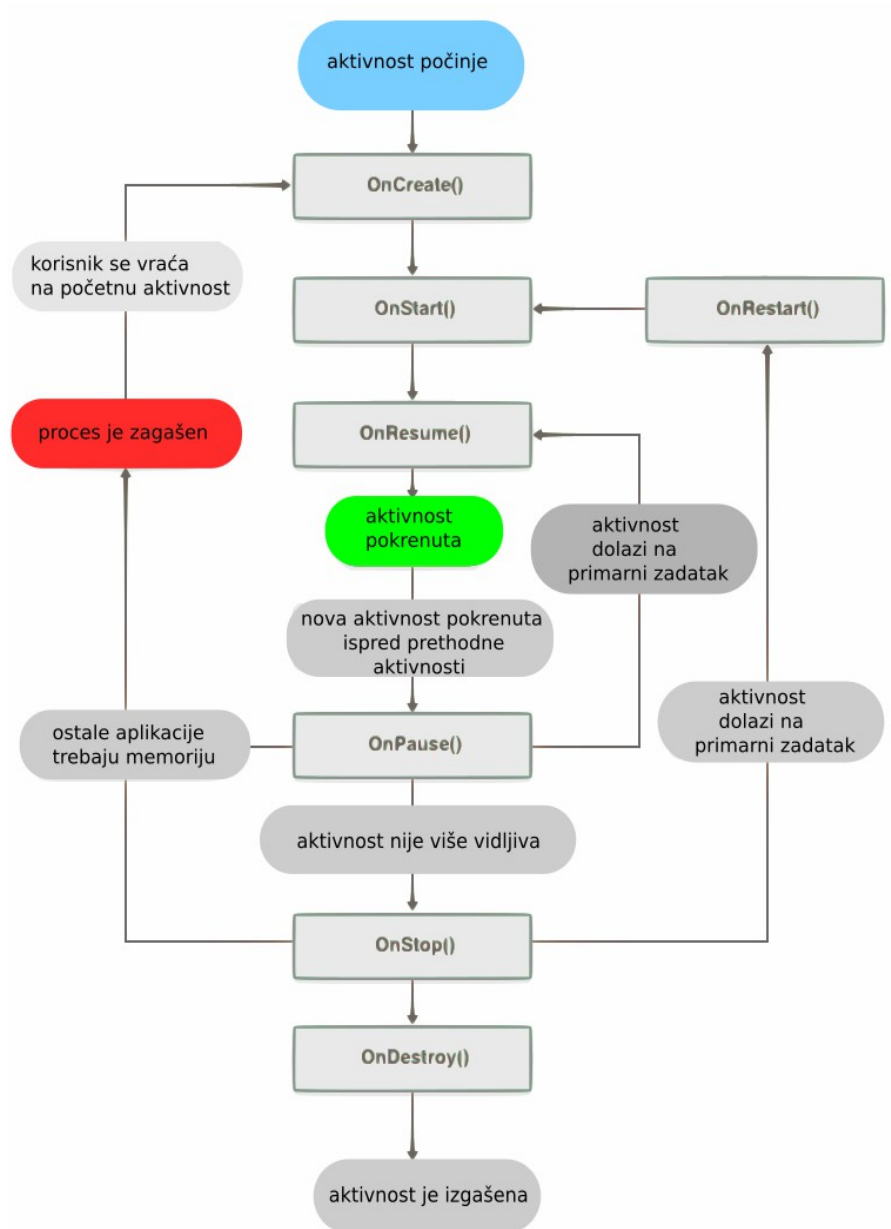 aktivnost počinje
OnCreate()
korisnik se vraća
na početnu aktivnost
OnStart()
OnRestart()
proces je zagašen
OnResume()
aktivnost
pokrenuta
aktivnost
dolazi na
primarni zadatak
nova aktivnost pokrenuta
ispred prethodne
aktivnosti
aktivnost
dolazi na
primarni zadatak
ostale aplikacije
trebaju memoriju
OnPause()
aktivnost nije više vidljiva
OnStop()
OnDestroy()
aktivnost je izgašena